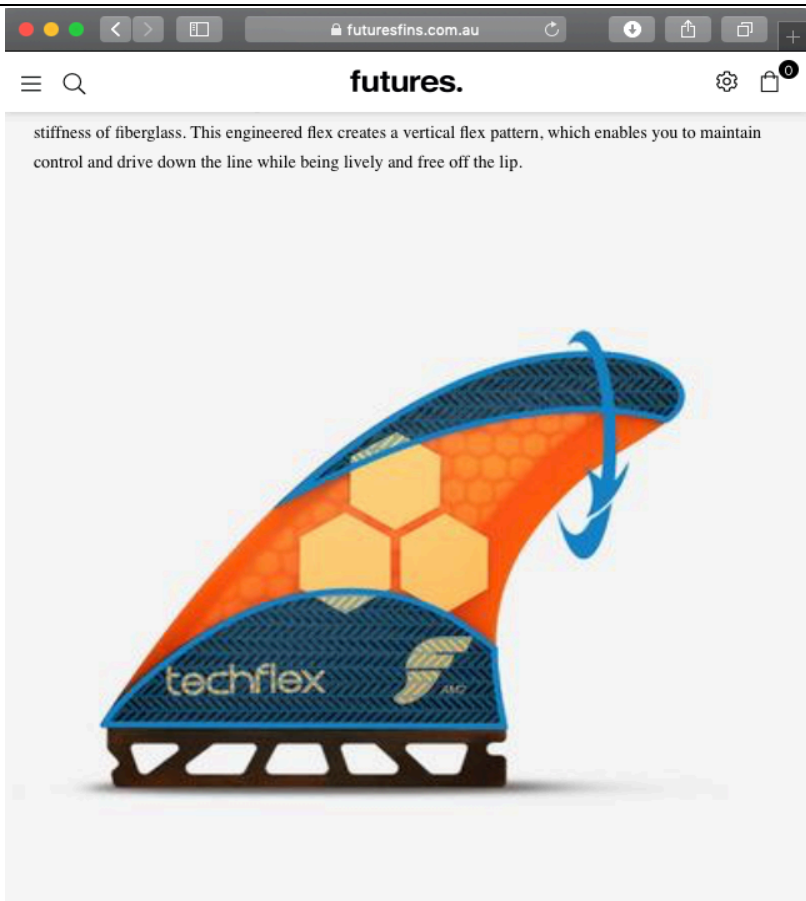 futuresfins.com.au
futures.
0
stiffness of fiberglass. This engineered flex creates a vertical flex pattern, which enables you to maintain
control and drive down the line while being lively and free off the lip.
techflex
AM2